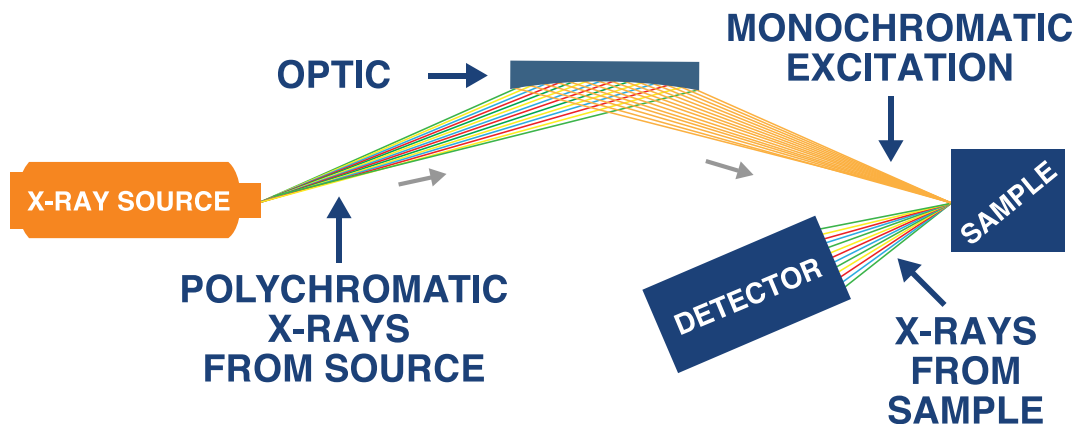 MONOCHROMATIC
EXCITATION
OPTIC
X-RAY SOURCE
SAMPLE
DETECTOR
POLYCHROMATIC
X-RAYS
FROM SOURCE
X-RAYS
FROM
SAMPLE